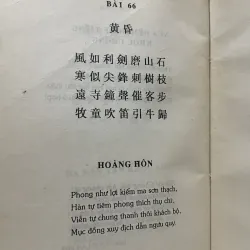 BÀI 66
黄昏
風如利劍磨山石
寒似尖鋒刺樹枝
遠寺鐘聲催客步
牧童吹笛引牛歸
HOÀNG HÔN
Phong như lợi kiếm ma sơn thạch,
Hàn tự tiêm phong thích thụ chi,
Viễn tự chung thanh thôi khách bộ,
Mục đồng xuy địch dẫn ngưu quy.